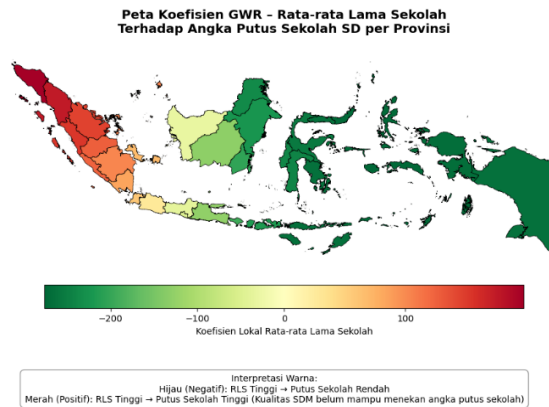 Peta Koefisien GWR – Rata-rata Lama Sekolah
Terhadap Angka Putus Sekolah SD per Provinsi
−200 −100 0 100
Koefisien Lokal Rata-rata Lama Sekolah
Interpretasi Warna:
Hijau (Negatif): RLS Tinggi → Putus Sekolah Rendah
Merah (Positif): RLS Tinggi → Putus Sekolah Tinggi (Kualitas SDM belum mampu menekan angka putus sekolah)